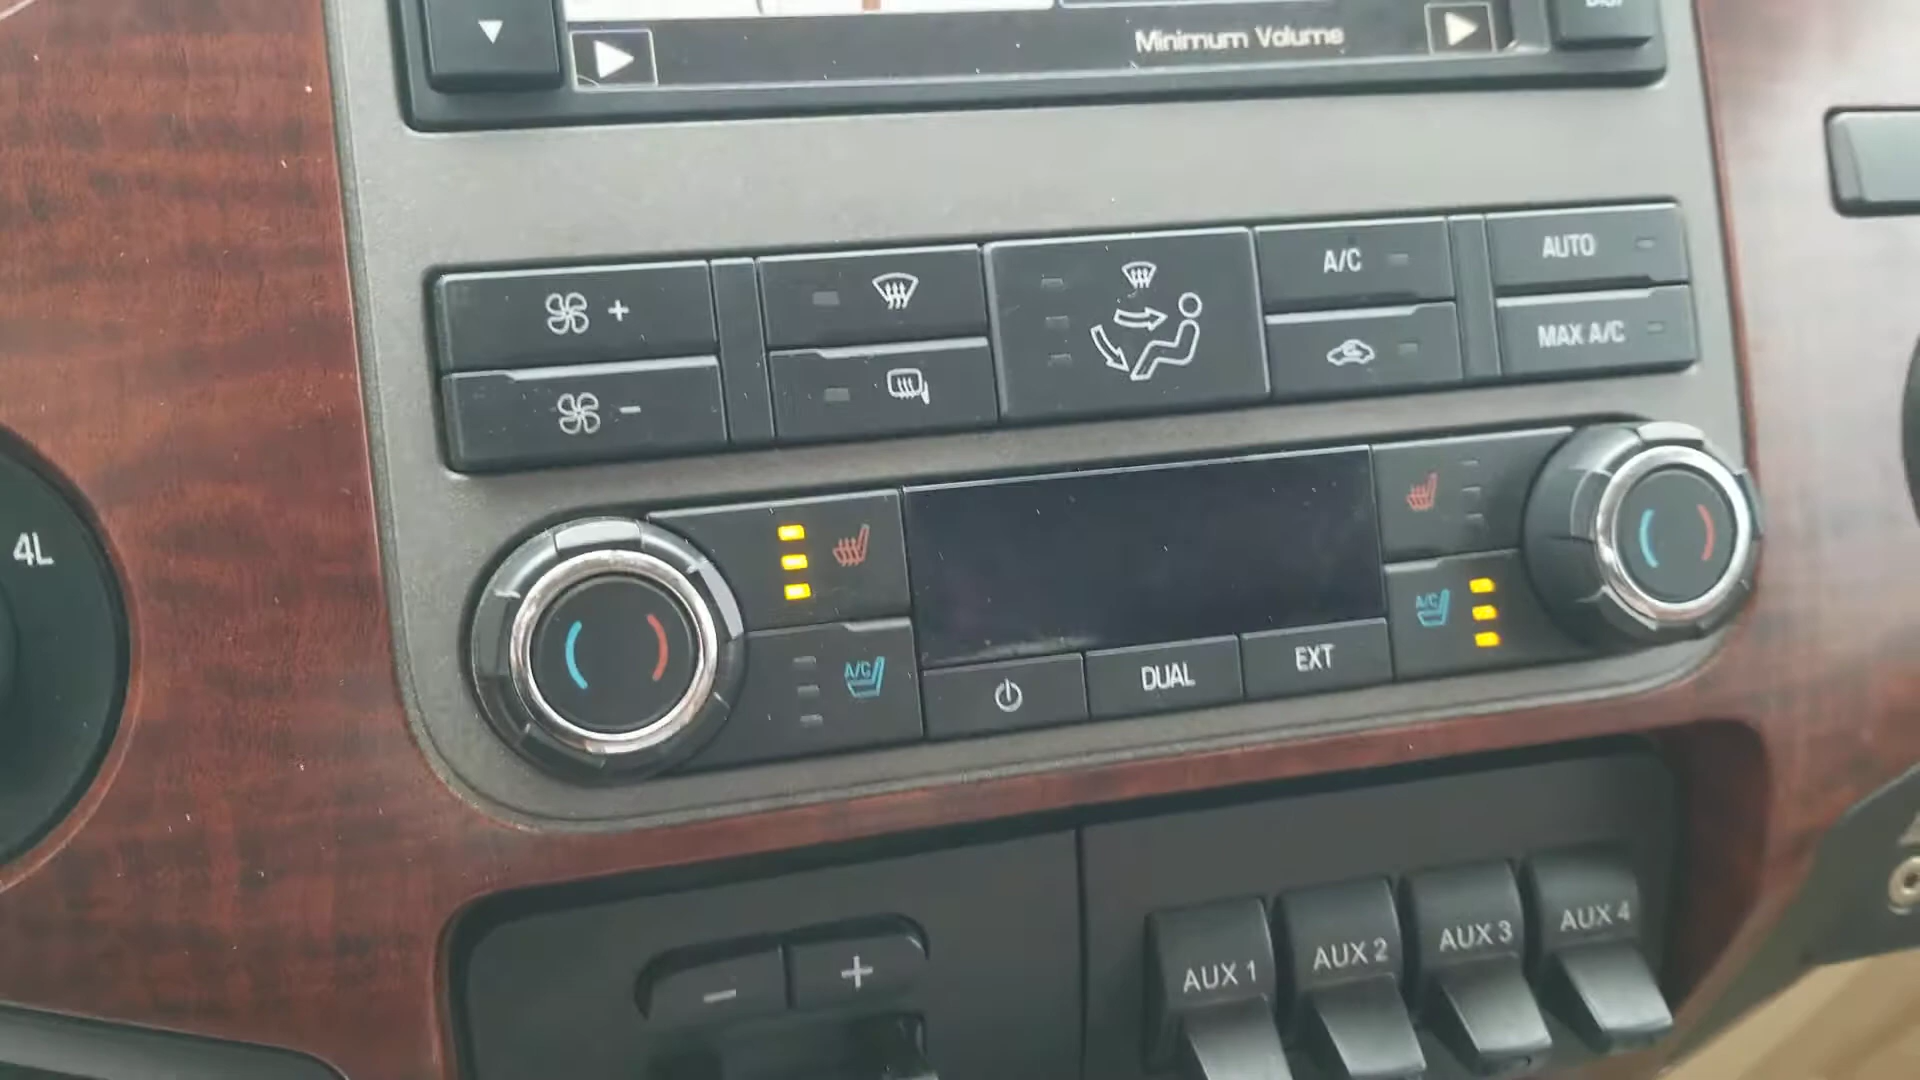 Minimum Volume
+
A/C
AUTO
-
MAX A/C
4L
A/C
A/C
DUAL
EXT
- +
AUX 1
AUX 2
AUX 3
AUX 4